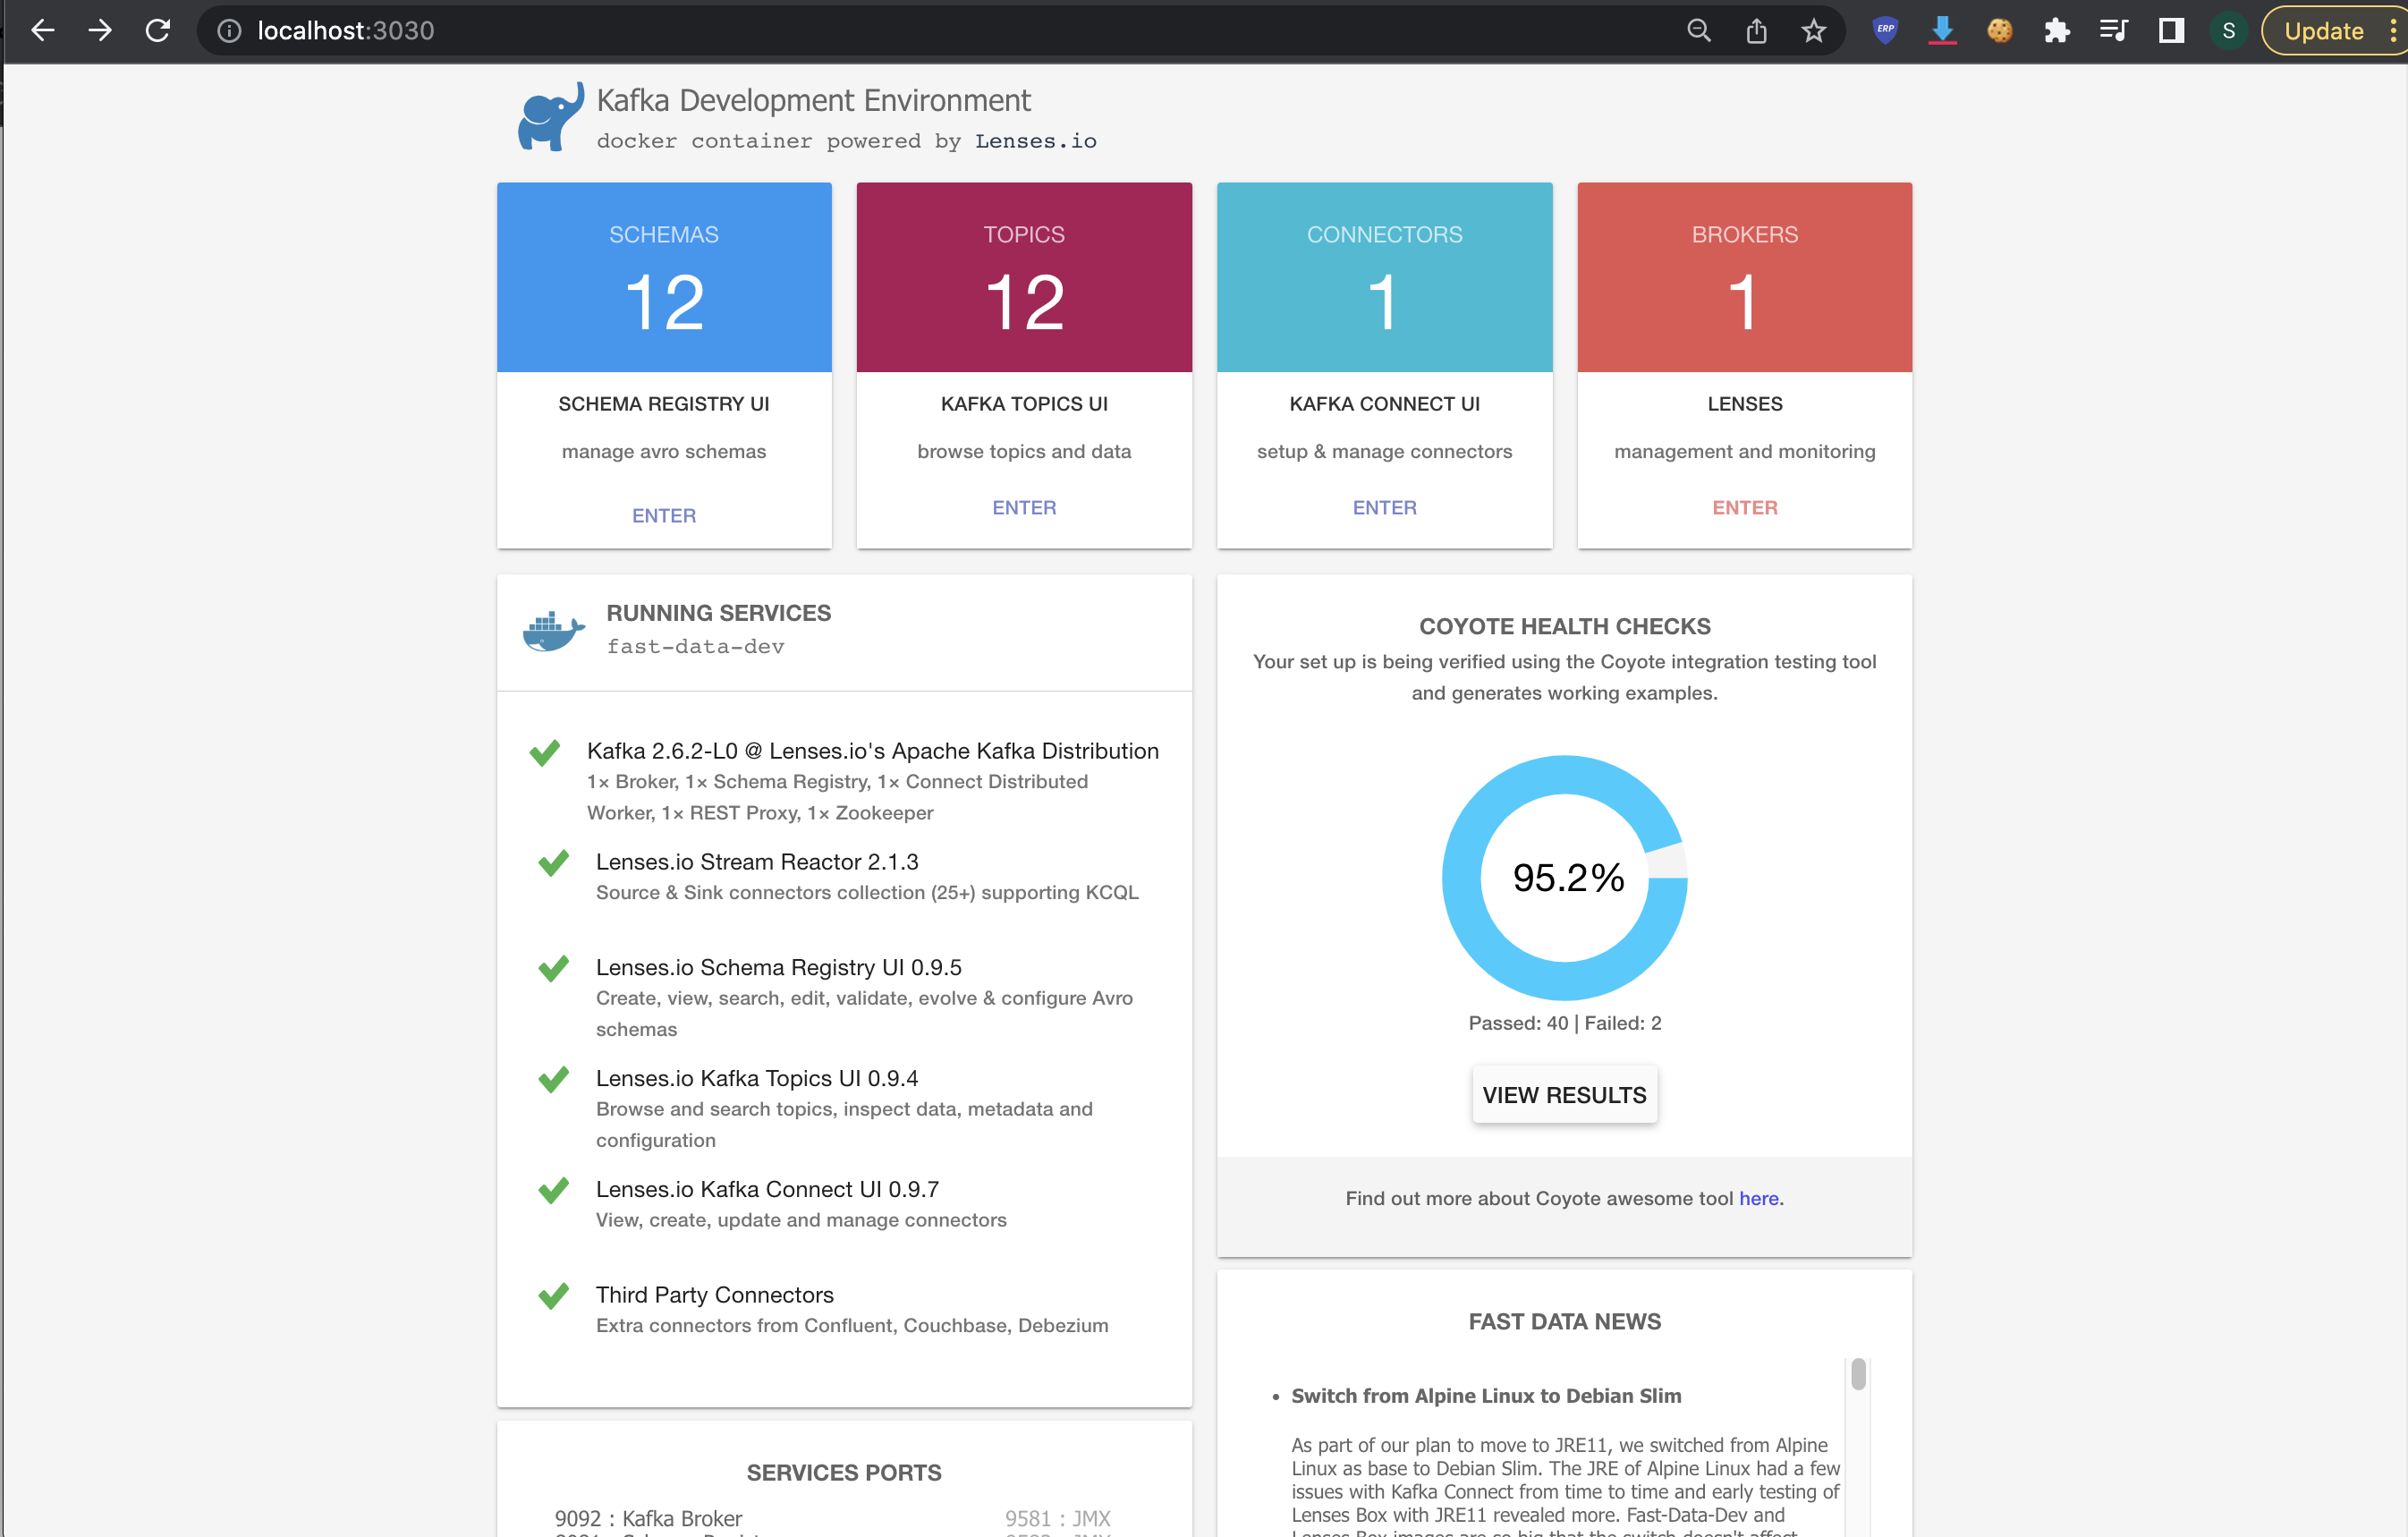 localhost:3030
ERP
S
Update
Kafka Development Environment
docker container powered by Lenses.io
SCHEMAS
12
SCHEMA REGISTRY UI
manage avro schemas
ENTER
TOPICS
12
KAFKA TOPICS UI
browse topics and data
ENTER
CONNECTORS
1
KAFKA CONNECT UI
setup & manage connectors
ENTER
BROKERS
1
LENSES
management and monitoring
ENTER
RUNNING SERVICES
fast-data-dev
Kafka 2.6.2-L0 @ Lenses.io's Apache Kafka Distribution
1× Broker, 1× Schema Registry, 1× Connect Distributed
Worker, 1× REST Proxy, 1× Zookeeper
Lenses.io Stream Reactor 2.1.3
Source & Sink connectors collection (25+) supporting KCQL
Lenses.io Schema Registry UI 0.9.5
Create, view, search, edit, validate, evolve & configure Avro
schemas
Lenses.io Kafka Topics UI 0.9.4
Browse and search topics, inspect data, metadata and
configuration
Lenses.io Kafka Connect UI 0.9.7
View, create, update and manage connectors
Third Party Connectors
Extra connectors from Confluent, Couchbase, Debezium
SERVICES PORTS
9092 : Kafka Broker
9581 : JMX
COYOTE HEALTH CHECKS
Your set up is being verified using the Coyote integration testing tool
and generates working examples.
95.2%
Passed: 40 | Failed: 2
VIEW RESULTS
Find out more about Coyote awesome tool here.
FAST DATA NEWS
• Switch from Alpine Linux to Debian Slim
As part of our plan to move to JRE11, we switched from Alpine
Linux as base to Debian Slim. The JRE of Alpine Linux had a few
issues with Kafka Connect from time to time and early testing of
Lenses Box with JRE11 revealed more. Fast-Data-Dev and
Lenses Box images are so big that the switch doesn't affect